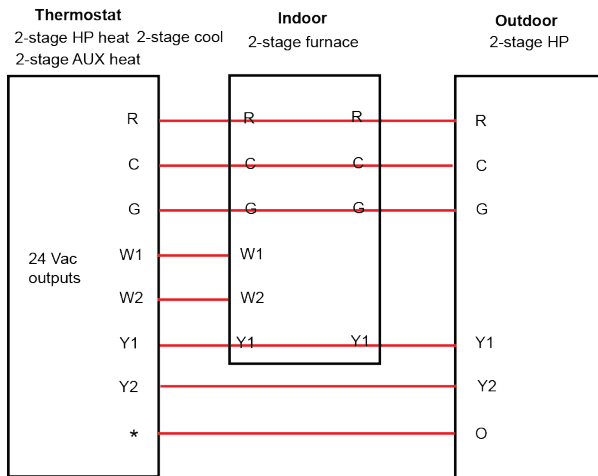 Thermostat
2-stage HP heat 2-stage cool
2-stage AUX heat
Indoor
2-stage furnace
Outdoor
2-stage HP
R R R R
C C C C
G G G G
24 Vac
outputs
W1 W1
W2 W2
Y1 Y1 Y1 Y1
Y2 Y2
* O